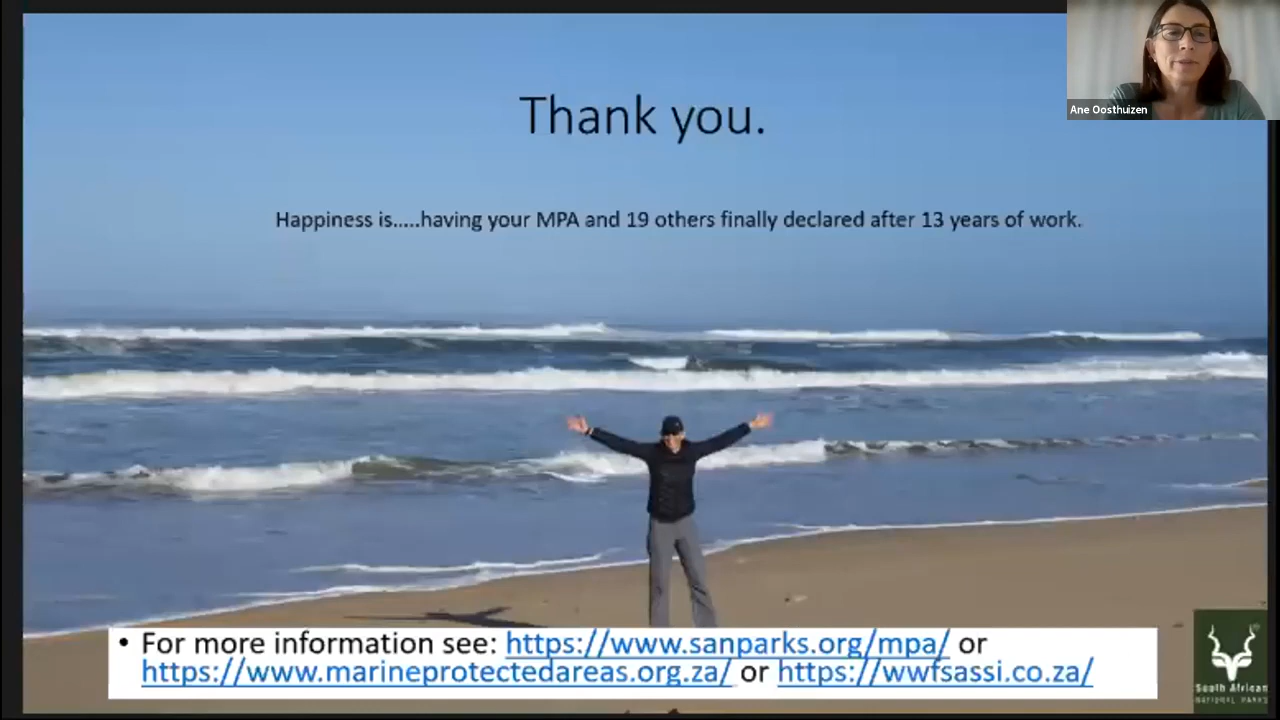 Ane Oosthuizen
Thank you.
Happiness is.....having your MPA and 19 others finally declared after 13 years of work.
• For more information see: https://www.sanparks.org/mpa/ or
https://www.marineprotectedareas.org.za/ or https://wwfsassi.co.za/
South African
NATIONAL PARKS